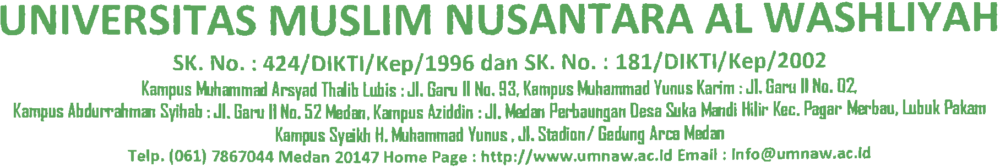 UNIVERSITAS MUSLIM NUSANTARA AL WASHLIYAH
SK. No. : 424/DIKTI/Kep/1996 dan SK. No. : 181/DIKTI/Kep/2002
Kampus Muhammad Arsyad Thalib Lubis : Jl. Garu II No. 93, Kampus Muhammad Yunus Karim : Jl. Garu II No. 02,
Kampus Abdurrahman Syihab : Jl. Garu II No. 52 Medan, Kampus Aziddin : Jl. Medan Perbaungan Desa Suka Mandi Hilir Kec. Pagar Merbau, Lubuk Pakam
Kampus Syeikh H. Muhammad Yunus , Jl. Stadion/ Gedung Arca Medan
Telp. (061) 7867044 Medan 20147 Home Page : http://www.umnaw.ac.id Email : info@umnaw.ac.id